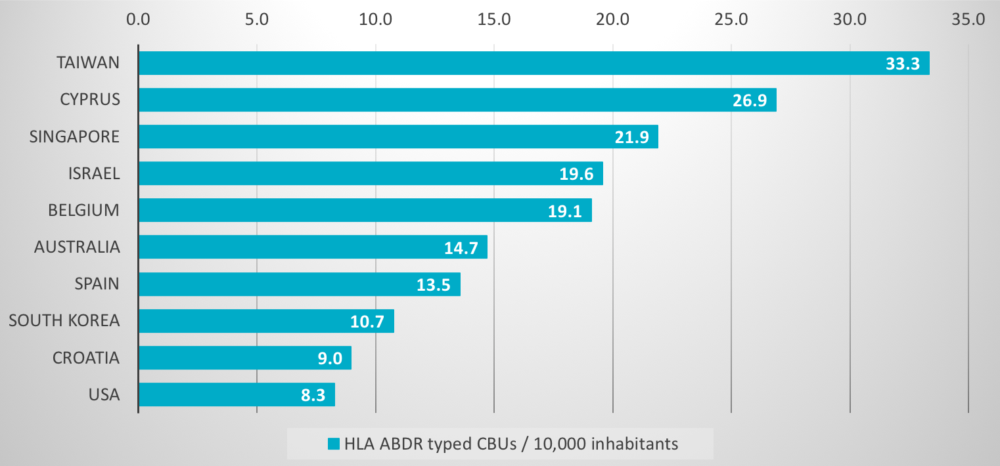 0.0 5.0 10.0 15.0 20.0 25.0 30.0 35.0
TAIWAN 33.3
CYPRUS 26.9
SINGAPORE 21.9
ISRAEL 19.6
BELGIUM 19.1
AUSTRALIA 14.7
SPAIN 13.5
SOUTH KOREA 10.7
CROATIA 9.0
USA 8.3
HLA ABDR typed CBUs / 10,000 inhabitants